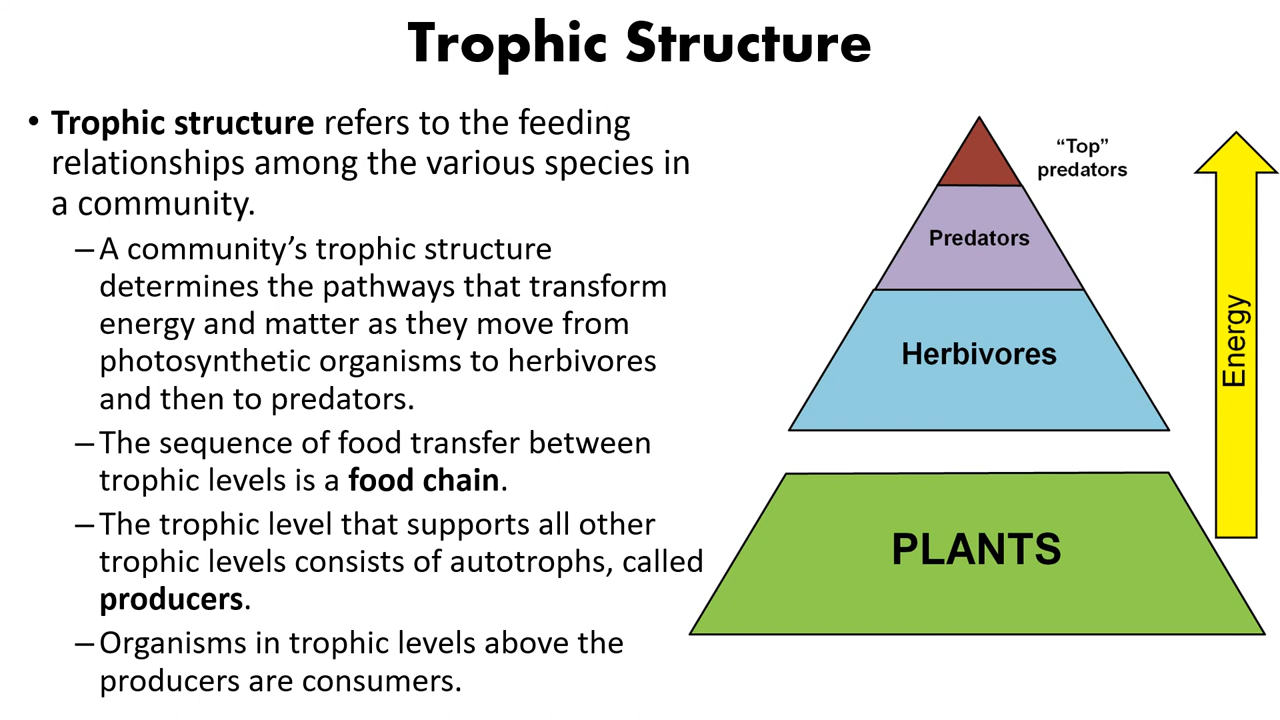 Trophic Structure
• Trophic structure refers to the feeding
relationships among the various species in
a community.
–A community’s trophic structure
determines the pathways that transform
energy and matter as they move from
photosynthetic organisms to herbivores
and then to predators.
–The sequence of food transfer between
trophic levels is a food chain.
–The trophic level that supports all other
trophic levels consists of autotrophs, called
producers.
–Organisms in trophic levels above the
producers are consumers.
“Top”
predators
Predators
Herbivores
PLANTS
Energy